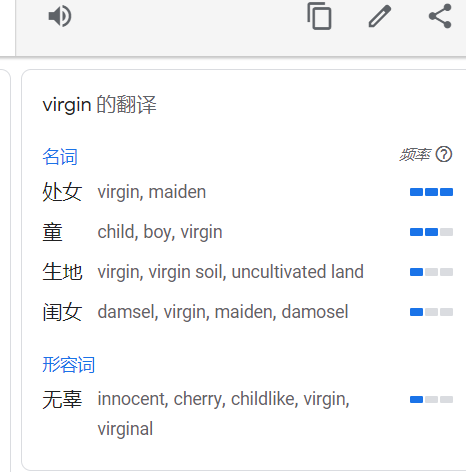 virgin 的翻译
名词 频率
处女 virgin, maiden
童 child, boy, virgin
生地 virgin, virgin soil, uncultivated land
闺女 damsel, virgin, maiden, damosel
形容词
无辜 innocent, cherry, childlike, virgin,
virginal